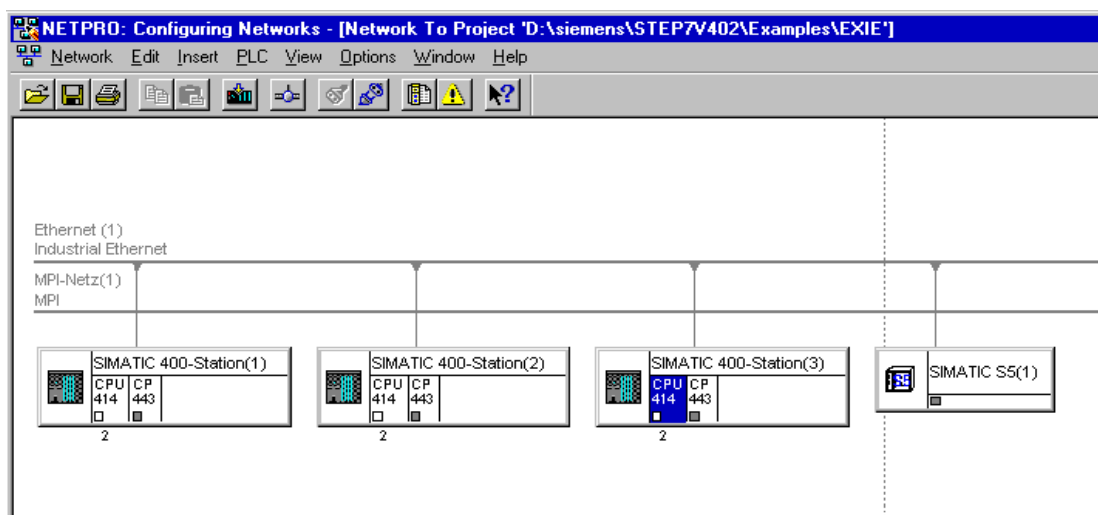 NETPRO: Configuring Networks - [Network To Project 'D:\siemens\STEP7V402\Examples\EXIE']
Network Edit Insert PLC View Options Window Help
Ethernet (1)
Industrial Ethernet
MPI-Netz(1)
MPI
SIMATIC 400-Station(1)
CPU CP
414 443
2
SIMATIC 400-Station(2)
CPU CP
414 443
2
SIMATIC 400-Station(3)
CPU CP
414 443
2
SIMATIC S5(1)